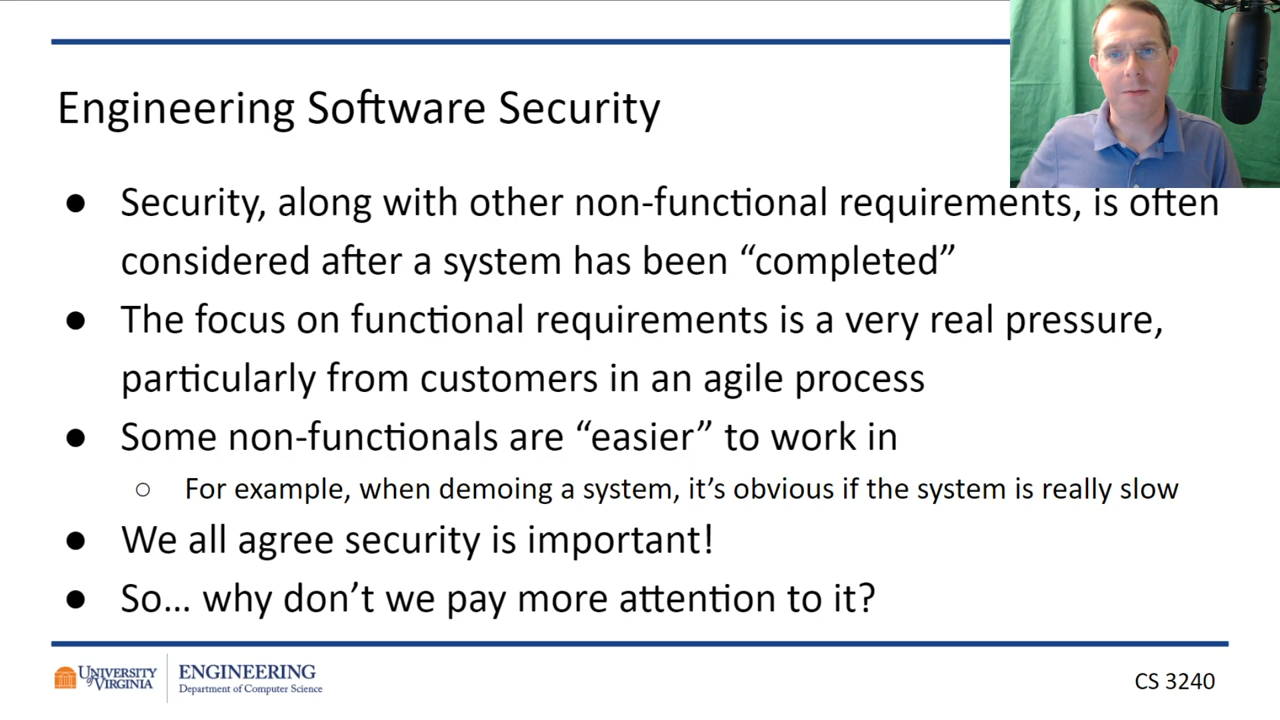 Engineering Software Security
● Security, along with other non-functional requirements, is often
considered after a system has been “completed”
● The focus on functional requirements is a very real pressure,
particularly from customers in an agile process
● Some non-functionals are “easier” to work in
○ For example, when demoing a system, it’s obvious if the system is really slow
● We all agree security is important!
● So... why don’t we pay more attention to it?
UNIVERSITY of VIRGINIA
ENGINEERING
Department of Computer Science
CS 3240